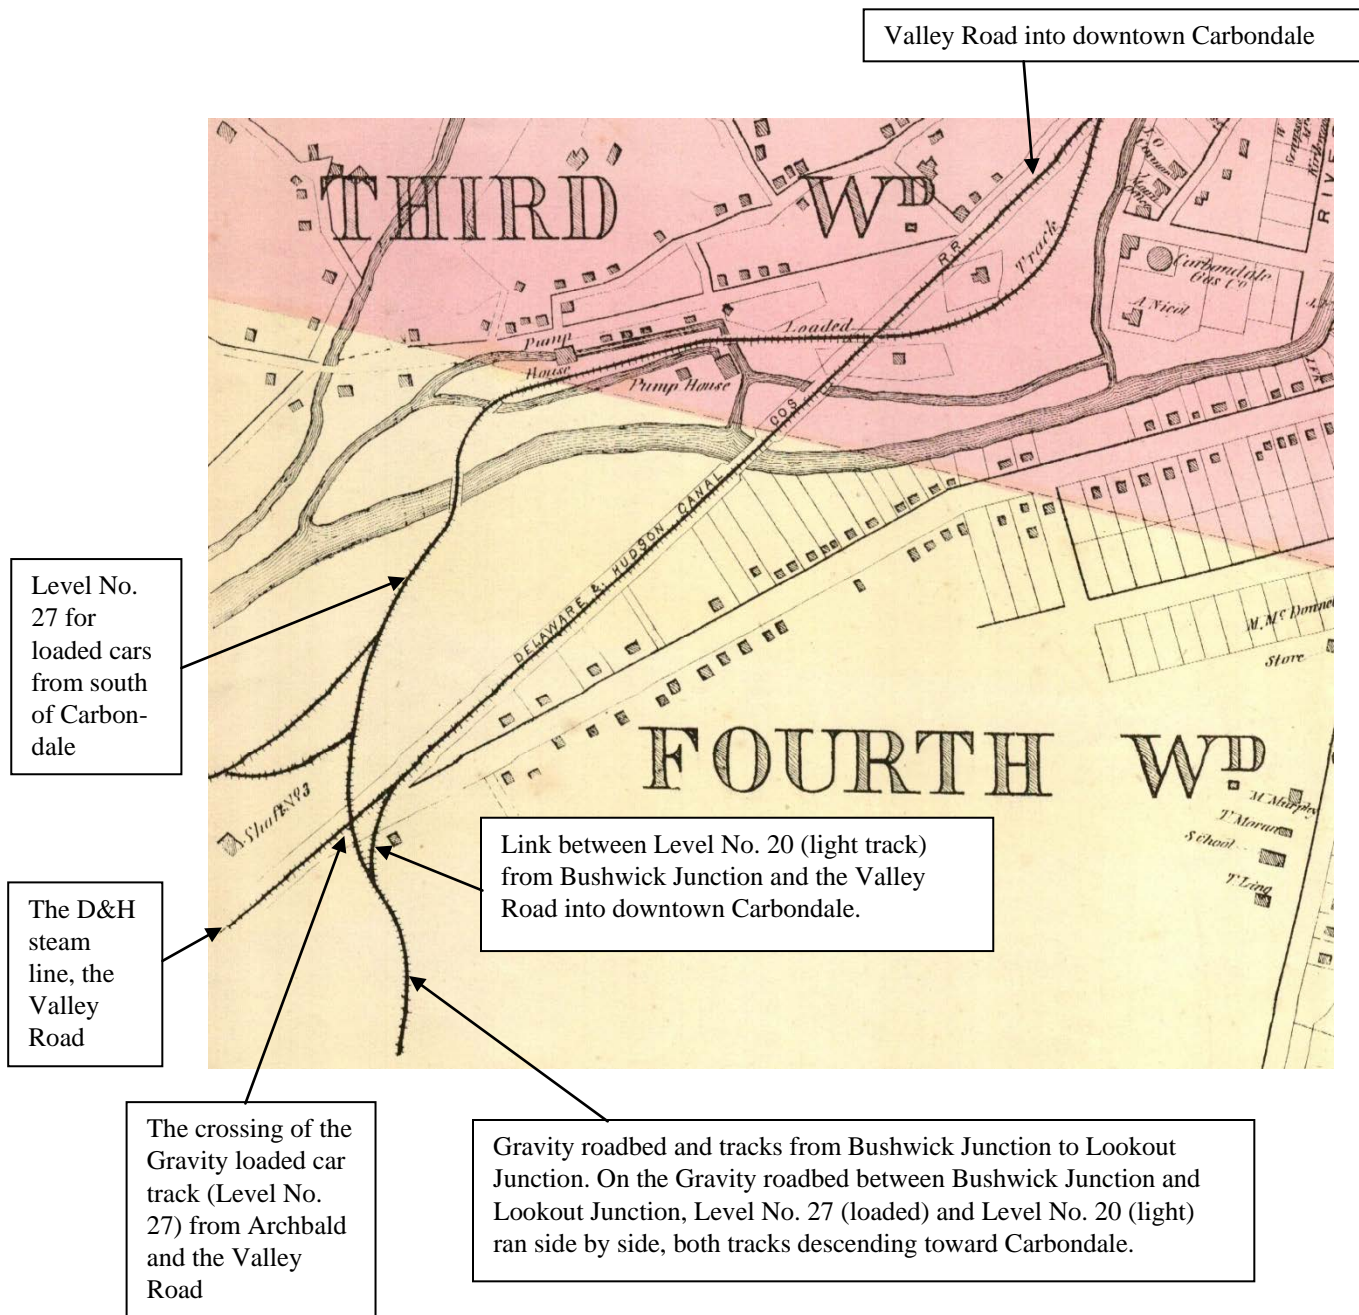 Valley Road into downtown Carbondale
THIRD WD.
RIVE
Carbondale
Gas Co
A Nicol
R.R.
Track
Loaded
Pump
House
Pump House
DELAWARE & HUDSON CANAL COS
Level No.
27 for
loaded cars
from south
of Carbon-
dale
M. McDonnel
Store
FOURTH WD.
M. Murphy
T. Moran
School
T. Ling
Shaft No 3
Link between Level No. 20 (light track)
from Bushwick Junction and the Valley
Road into downtown Carbondale.
The D&H
steam
line, the
Valley
Road
The crossing of the
Gravity loaded car
track (Level No.
27) from Archbald
and the Valley
Road
Gravity roadbed and tracks from Bushwick Junction to Lookout
Junction. On the Gravity roadbed between Bushwick Junction and
Lookout Junction, Level No. 27 (loaded) and Level No. 20 (light)
ran side by side, both tracks descending toward Carbondale.